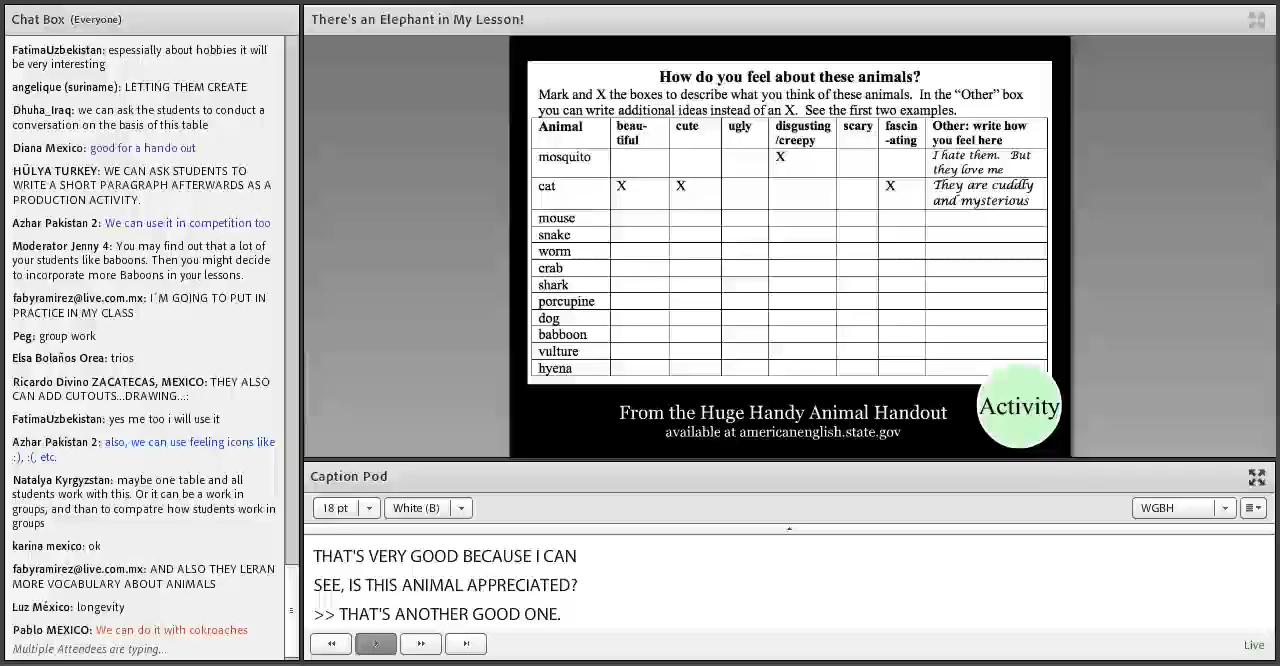 Chat Box (Everyone)
FatimaUzbekistan: espessially about hobbies it will
be very interesting
angelique (suriname): LETTING THEM CREATE
Dhuha_Iraq: we can ask the students to conduct a
conversation on the basis of this table
Diana Mexico: good for a hando out
HÜLYA TURKEY: WE CAN ASK STUDENTS TO
WRITE A SHORT PARAGRAPH AFTERWARDS AS A
PRODUCTION ACTIVITY.
Azhar Pakistan 2: We can use it in competition too
Moderator Jenny 4: You may find out that a lot of
your students like baboons. Then you might decide
to incorporate more Baboons in your lessons.
fabyramirez@live.com.mx: I´M GOING TO PUT IN
PRACTICE IN MY CLASS
Peg: group work
Elsa Bolaños Orea: trios
Ricardo Divino ZACATECAS, MEXICO: THEY ALSO
CAN ADD CUTOUTS...DRAWING...:
FatimaUzbekistan: yes me too i will use it
Azhar Pakistan 2: also, we can use feeling icons like
:), :(, etc.
Natalya Kyrgyzstan: maybe one table and all
students work with this. Or it can be a work in
groups, and than to compatre how students work in
groups
karina mexico: ok
fabyramirez@live.com.mx: AND ALSO THEY LERAN
MORE VOCABULARY ABOUT ANIMALS
Luz México: longevity
Pablo MEXICO: We can do it with cokroaches
Multiple Attendees are typing...
There's an Elephant in My Lesson!
How do you feel about these animals?
Mark and X the boxes to describe what you think of these animals. In the “Other” box
you can write additional ideas instead of an X. See the first two examples.
Animal beau- cute ugly disgusting scary fascin Other: write how
tiful /creepy -ating you feel here
mosquito X I hate them. But
they love me
cat X X X They are cuddly
and mysterious
mouse
snake
worm
crab
shark
porcupine
dog
babboon
vulture
hyena
Activity
From the Huge Handy Animal Handout
available at americanenglish.state.gov
Caption Pod
18 pt White (B) WGBH
THAT'S VERY GOOD BECAUSE I CAN
SEE, IS THIS ANIMAL APPRECIATED?
>> THAT'S ANOTHER GOOD ONE.
Live